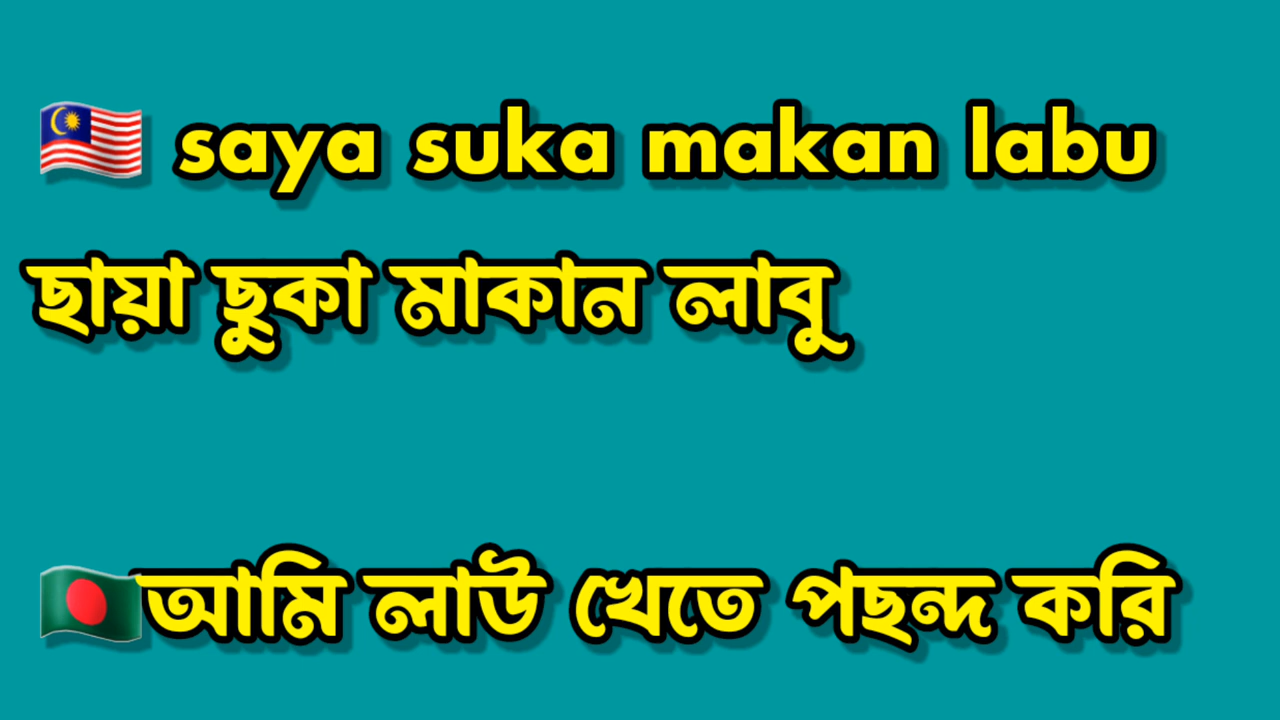 🇲🇾 saya suka makan labu
ছায়া ছুকা মাকান লাবু
🇧🇩আমি লাউ খেতে পছন্দ করি